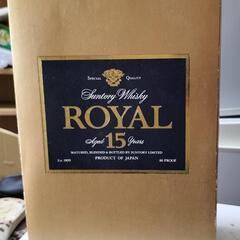 SPECIAL QUALITY
Suntory Whisky
ROYAL
Aged 15 Years
MATURED, BLENDED & BOTTLED BY SUNTORY LIMITED
PRODUCT OF JAPAN
86 PROOF